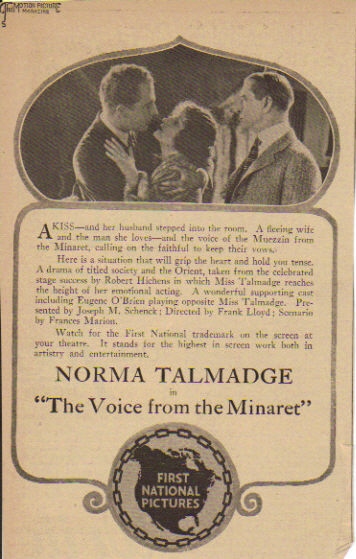 MOTION PICTURE
MAGAZINE
A KISS—and her husband stepped into the room. A fleeing wife
and the man she loves—and the voice of the Muezzin from
the Minaret, calling on the faithful to keep their vows.
Here is a situation that will grip the heart and hold you tense.
A drama of titled society and the Orient, taken from the celebrated
stage success by Robert Hichens in which Miss Talmadge reaches
the height of her emotional acting. A wonderful supporting cast
including Eugene O'Brien playing opposite Miss Talmadge. Pre-
sented by Joseph M. Schenck; Directed by Frank Lloyd; Scenario
by Frances Marion.
Watch for the First National trademark on the screen at
your theatre. It stands for the highest in screen work both in
artistry and entertainment.
NORMA TALMADGE
in
"The Voice from the Minaret"
FIRST
NATIONAL
PICTURES